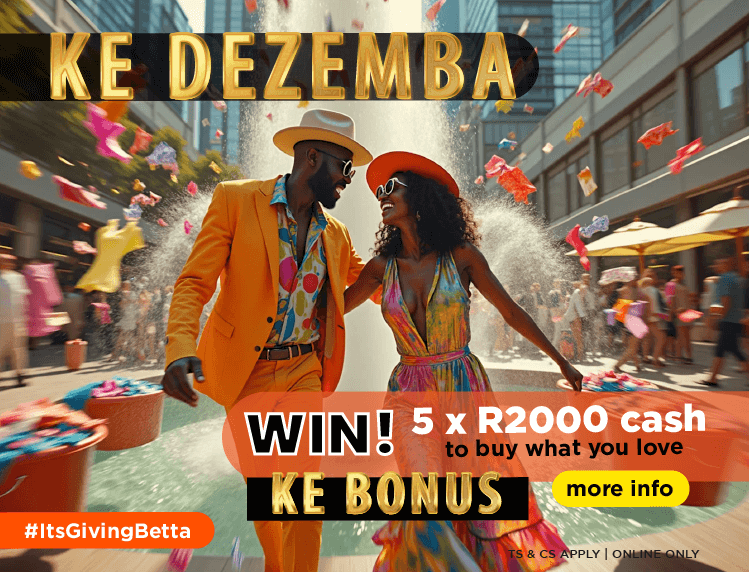 KE DEZEMBA
WIN!
5 x R2000 cash
to buy what you love
KE BONUS
more info
#ItsGivingBetta
TS & CS APPLY | ONLINE ONLY